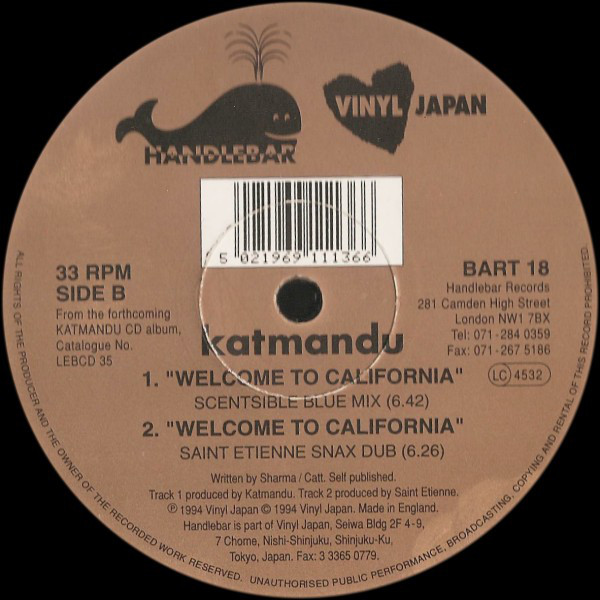 HANDLEBAR
VINYL JAPAN
5 021969 111366
33 RPM
SIDE B
From the forthcoming
KATMANDU CD album,
Catalogue No.
LEBCD 35
BART 18
Handlebar Records
281 Camden High Street
London NW1 7BX
Tel: 071-284 0359
Fax: 071-267 5186
LC 4532
katmandu
1. "WELCOME TO CALIFORNIA"
SCENTSIBLE BLUE MIX (6.42)
2. "WELCOME TO CALIFORNIA"
SAINT ETIENNE SNAX DUB (6.26)
Written by Sharma / Catt. Self published.
Track 1 produced by Katmandu. Track 2 produced by Saint Etienne.
℗ 1994 Vinyl Japan © 1994 Vinyl Japan. Made in England.
Handlebar is part of Vinyl Japan, Seiwa Bldg 2F 4-9,
7 Chome, Nishi-Shinjuku, Shinjuku-Ku,
Tokyo, Japan. Fax: 3 3365 0779.
ALL RIGHTS OF THE PRODUCER AND THE OWNER OF THE RECORDED WORK RESERVED. UNAUTHORISED PUBLIC PERFORMANCE, BROADCASTING, COPYING AND RENTAL OF THIS RECORD PROHIBITED.